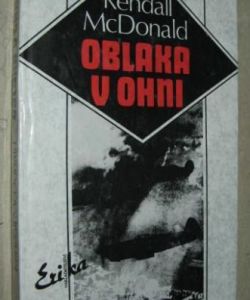 Kendall
McDonald
OBLAKA
V OHNI
Erika